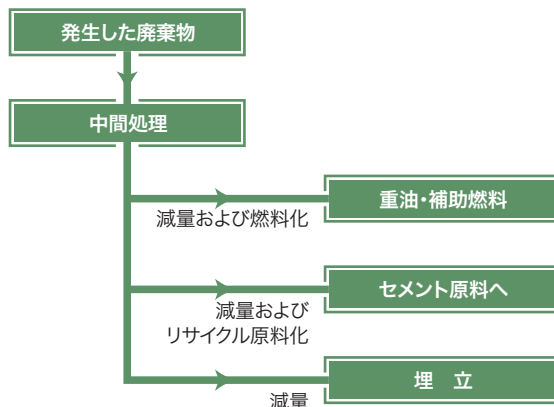 発生した廃棄物
中間処理
重油・補助燃料
減量および燃料化
セメント原料へ
減量および
リサイクル原料化
埋　立
減量